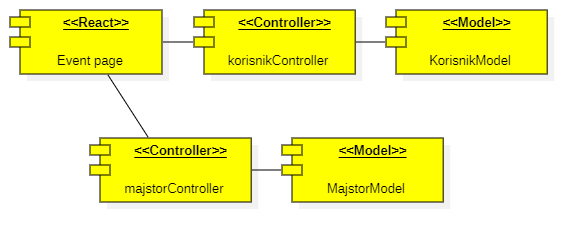 <<React>>
Event page
<<Controller>>
korisnikController
<<Model>>
KorisnikModel
<<Controller>>
majstorController
<<Model>>
MajstorModel